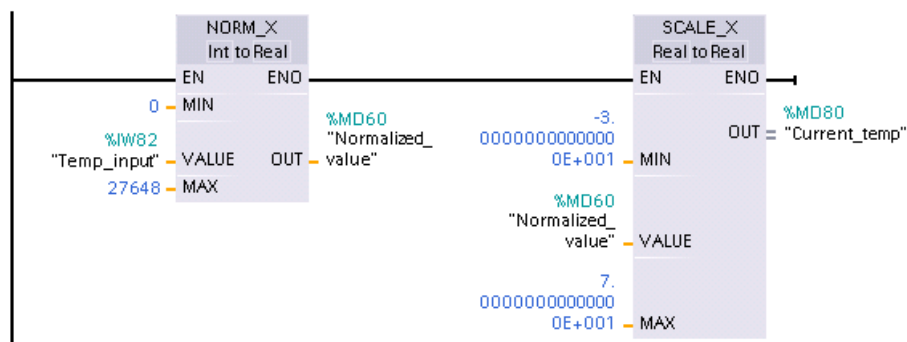 NORM_X
Int to Real
EN ENO
0 MIN
%IW82
"Temp_input" VALUE
27648 MAX
OUT
%MD60
"Normalized_
value"
SCALE_X
Real to Real
EN ENO
-3.
0000000000000
0E+001 MIN
%MD60
"Normalized_
value" VALUE
7.
0000000000000
0E+001 MAX
OUT
%MD80
"Current_temp"